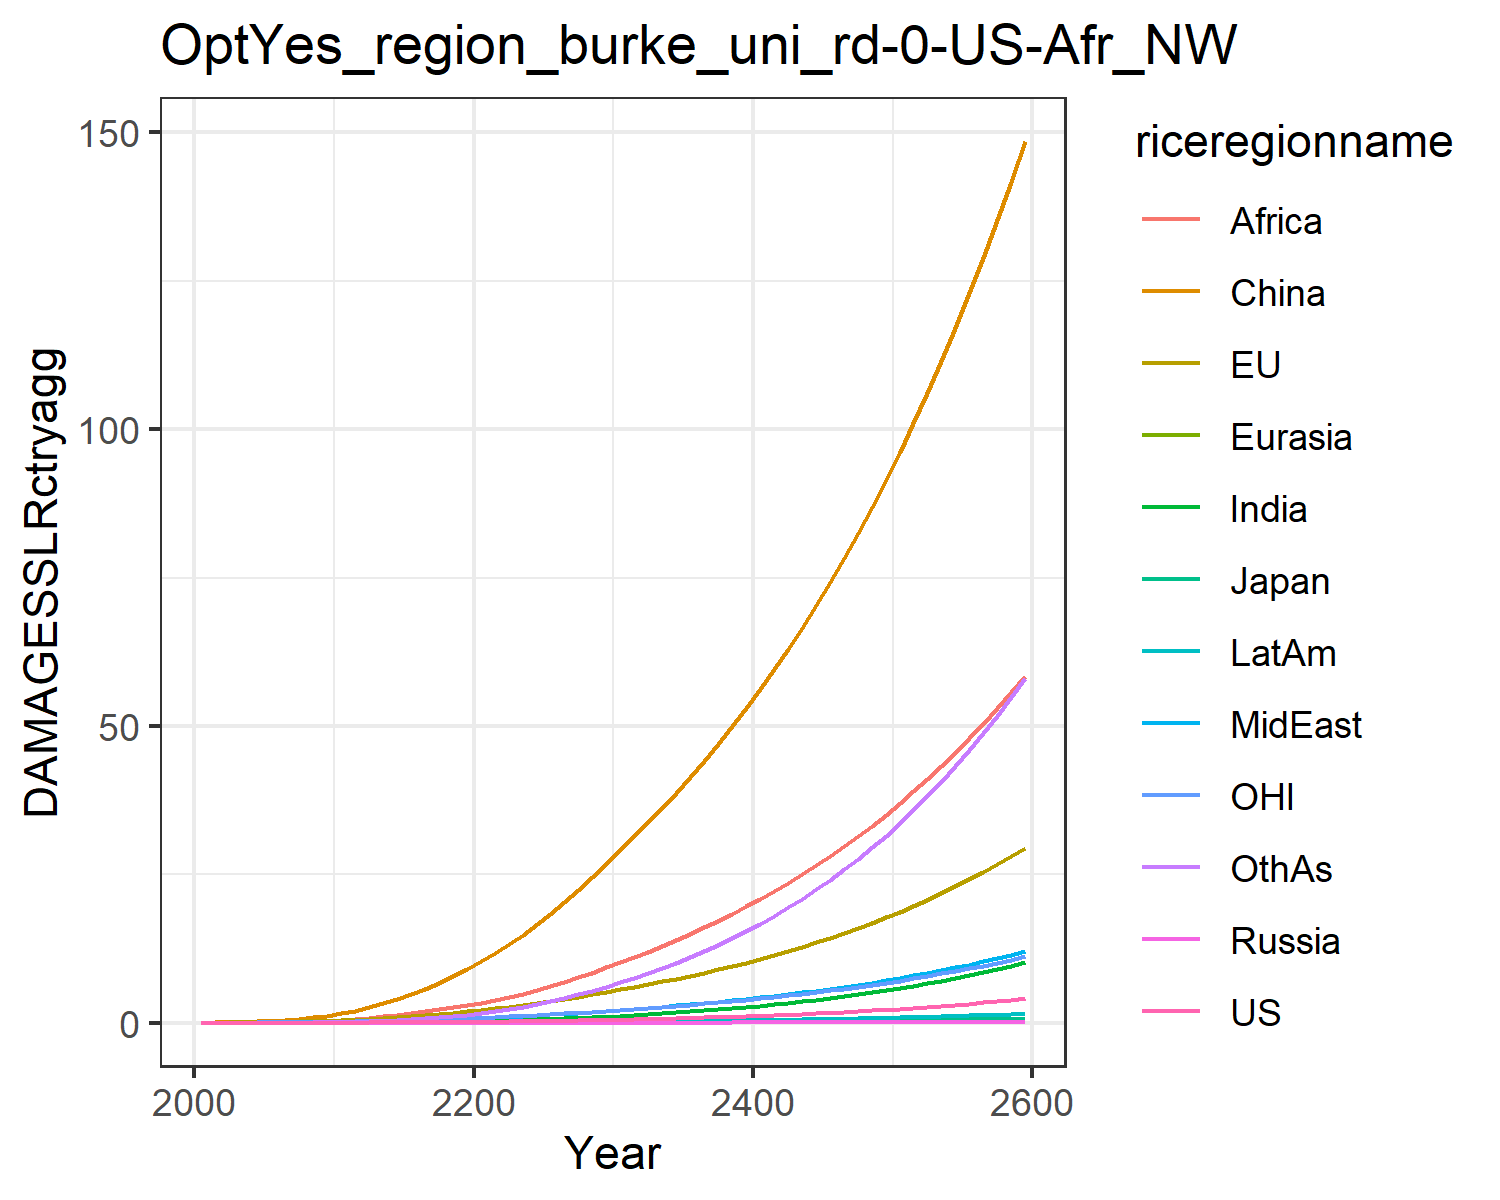 OptYes_region_burke_uni_rd-0-US-Afr_NW
DAMAGESSLRctryagg
150
100
50
0
2000
2200
2400
2600
Year
riceregionname
Africa
China
EU
Eurasia
India
Japan
LatAm
MidEast
OHI
OthAs
Russia
US